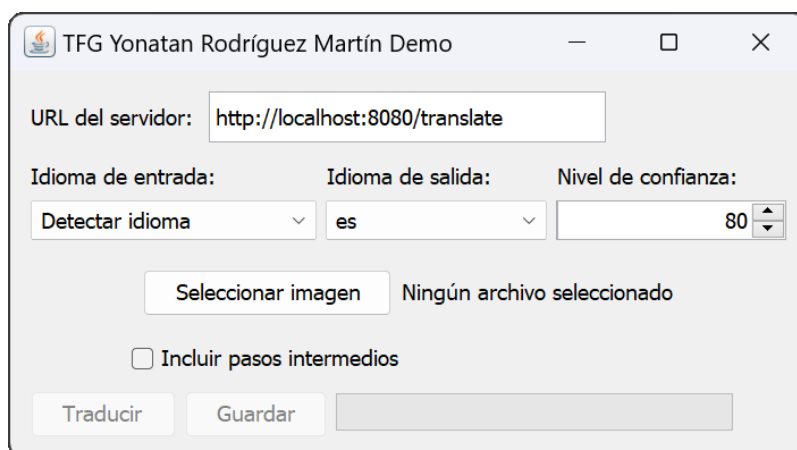 TFG Yonatan Rodríguez Martín Demo
URL del servidor: http://localhost:8080/translate
Idioma de entrada: Idioma de salida: Nivel de confianza:
Detectar idioma es 80
Seleccionar imagen Ningún archivo seleccionado
Incluir pasos intermedios
Traducir Guardar